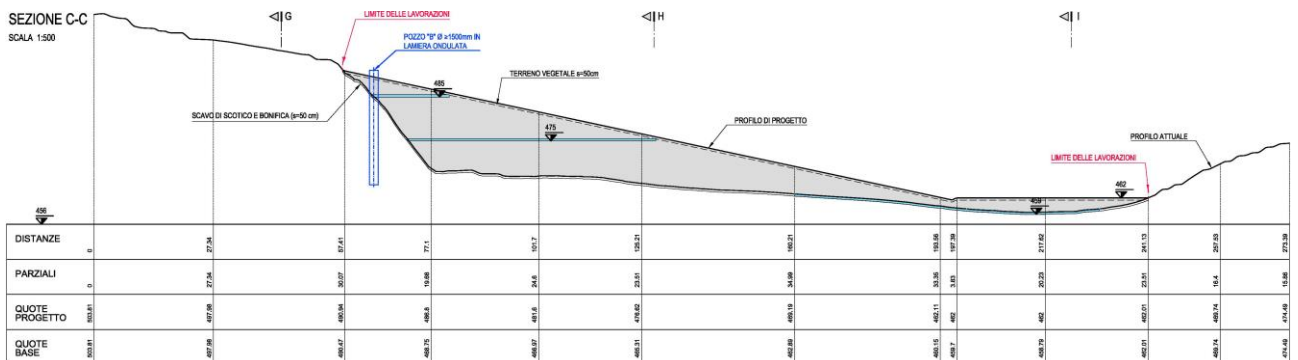 SEZIONE C-C
SCALA 1:500
G
H
I
LIMITE DELLE LAVORAZIONI
POZZO "B" Ø ≥1500mm IN
LAMIERA ONDULATA
485
TERRENO VEGETALE s=50cm
SCAVO DI SCOTICO E BONIFICA (s=50 cm)
475
PROFILO DI PROGETTO
PROFILO ATTUALE
LIMITE DELLE LAVORAZIONI
462
459
456
DISTANZE 0 27.34 57.41 77.1 101.7 125.21 160.21 193.56 197.39 217.62 241.13 257.53 273.39
PARZIALI 0 27.34 30.07 19.68 24.6 23.51 34.99 33.35 3.83 20.23 23.51 16.4 15.86
QUOTE
PROGETTO 503.81 497.98 490.94 486.8 481.6 476.62 469.19 462.11 462 462 462.01 469.74 474.49
QUOTE
BASE 503.81 497.98 490.47 468.75 466.97 465.31 462.89 460.15 459.7 458.79 462.01 469.74 474.49